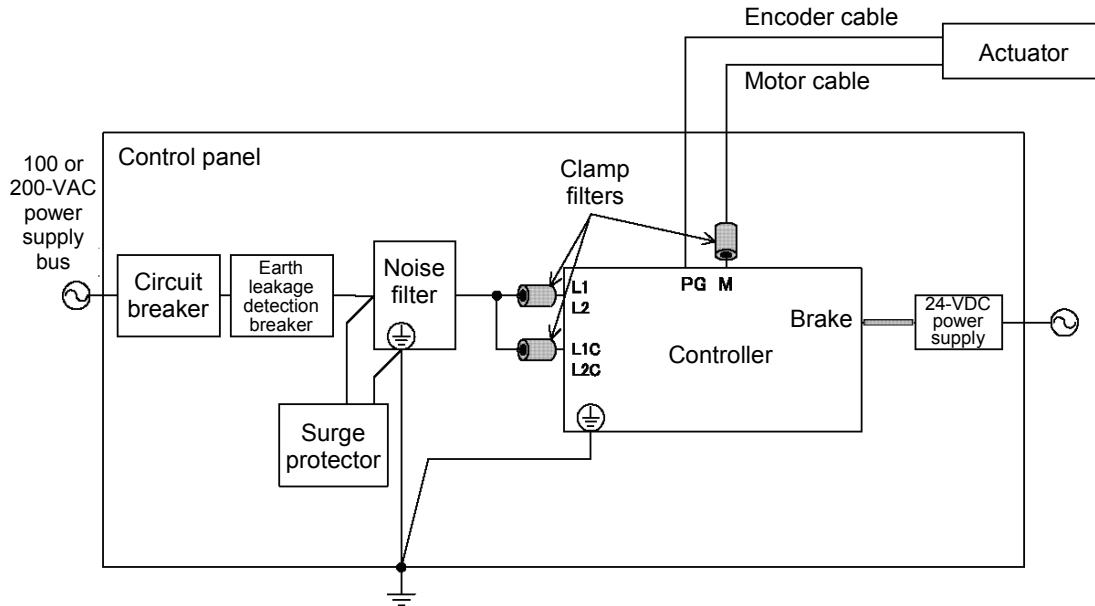 Encoder cable
Actuator
Motor cable
Control panel
100 or
200-VAC
power
supply
bus
Clamp
filters
Circuit
breaker
Earth
leakage
detection
breaker
Noise
filter
L1
L2
L1C
L2C
PG M
Brake
Controller
24-VDC
power
supply
Surge
protector